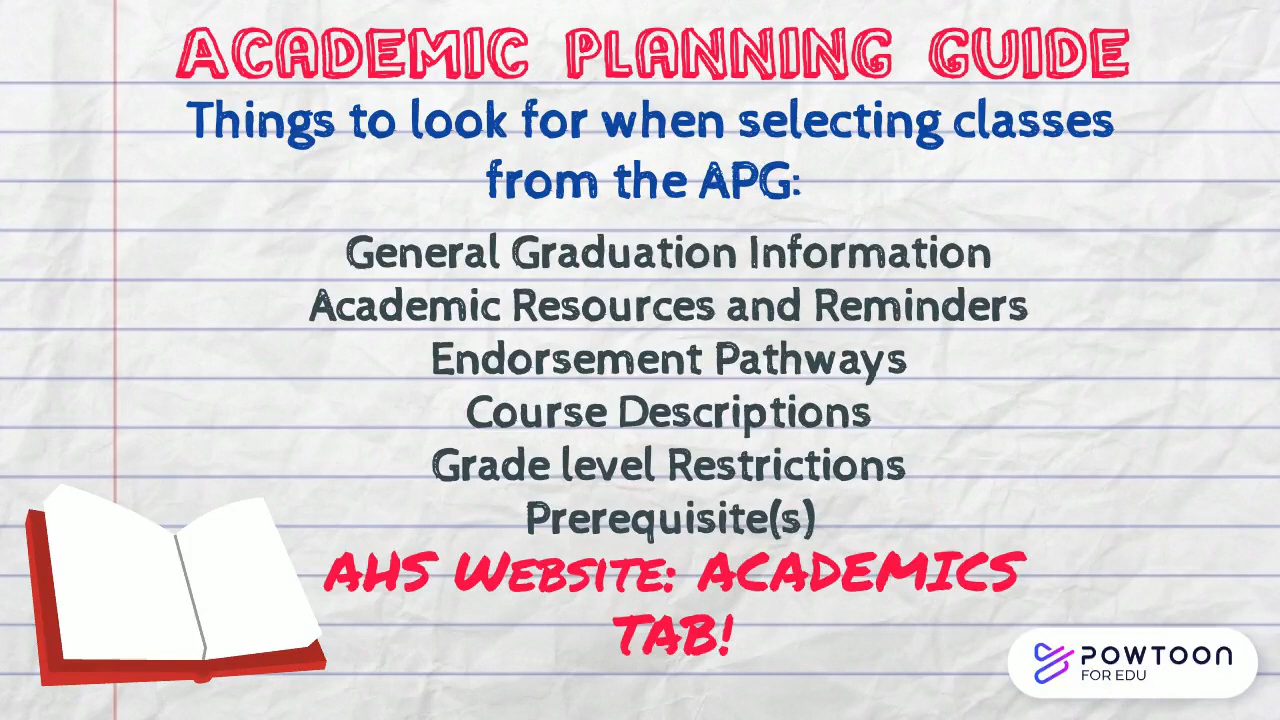 ACADEMIC PLANNING GUIDE
Things to look for when selecting classes
from the APG:
General Graduation Information
Academic Resources and Reminders
Endorsement Pathways
Course Descriptions
Grade level Restrictions
Prerequisite(s)
AHS WEBSITE: ACADEMICS
TAB!
POWTOON
FOR EDU